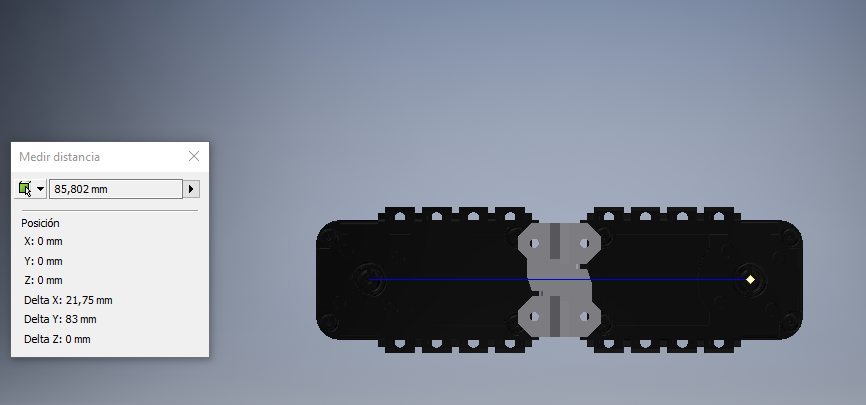 Medir distancia
85,802 mm
Posición
X: 0 mm
Y: 0 mm
Z: 0 mm
Delta X: 21,75 mm
Delta Y: 83 mm
Delta Z: 0 mm